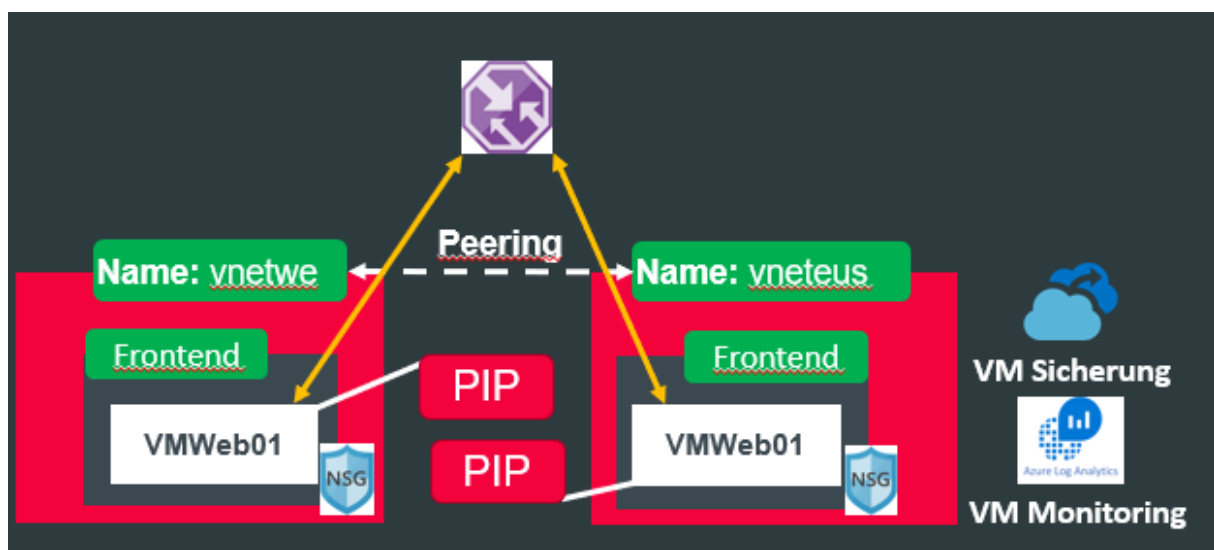 Peering
Name: vnetwe
Name: vneteus
Frontend
Frontend
PIP
PIP
VMWeb01
VMWeb01
NSG
NSG
VM Sicherung
Azure Log Analytics
VM Monitoring